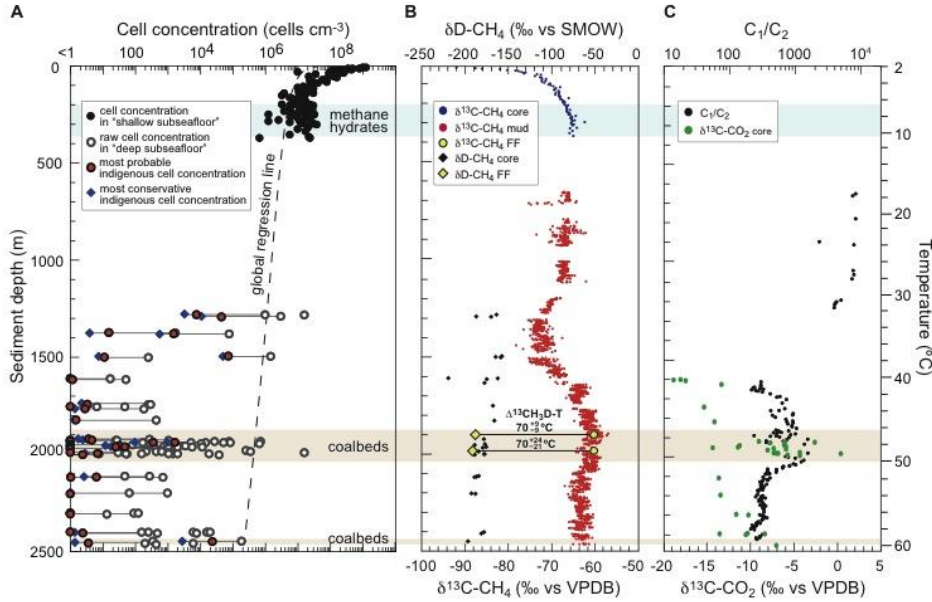 A
Cell concentration (cells cm-3)
<1 10² 10⁴ 10⁶ 10⁸
0
500
1000
1500
2000
2500
Sediment depth (m)
cell concentration
in "shallow subseafloor"
raw cell concentration
in "deep subseafloor"
most probable
indigenous cell concentration
most conservative
indigenous cell concentration
methane
hydrates
global regression line
coalbeds
coalbeds
B
δD-CH₄ (‰ vs SMOW)
-250 -200 -150 -100 -50 0
δ¹³C-CH₄ core
δ¹³C-CH₄ mud
δ¹³C-CH₄ FF
δD-CH₄ core
δD-CH₄ FF
Δ¹³CH₃D-T
70 +9 -9 ºC
70 +24 -21 ºC
-100 -90 -80 -70 -60 -50 -40
δ¹³C-CH₄ (‰ vs VPDB)
C
C₁/C₂
10 100 1000 10⁴
C₁/C₂
δ¹³C-CO₂ core
2
10
20
30
40
50
60
Temperature (ºC)
-20 -15 -10 -5 0 5
δ¹³C-CO₂ (‰ vs VPDB)